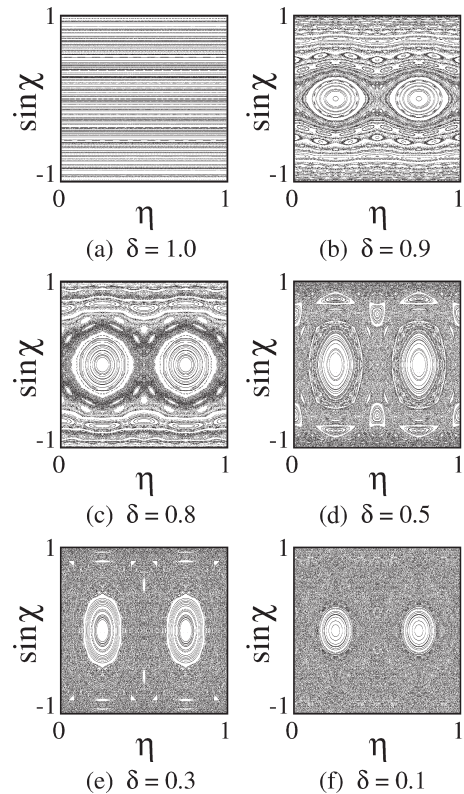 1 1
sinχ sinχ
-1 -1
0 1 0 1
η η
(a) δ = 1.0 (b) δ = 0.9
1 1
sinχ sinχ
-1 -1
0 1 0 1
η η
(c) δ = 0.8 (d) δ = 0.5
1 1
sinχ sinχ
-1 -1
0 1 0 1
η η
(e) δ = 0.3 (f) δ = 0.1